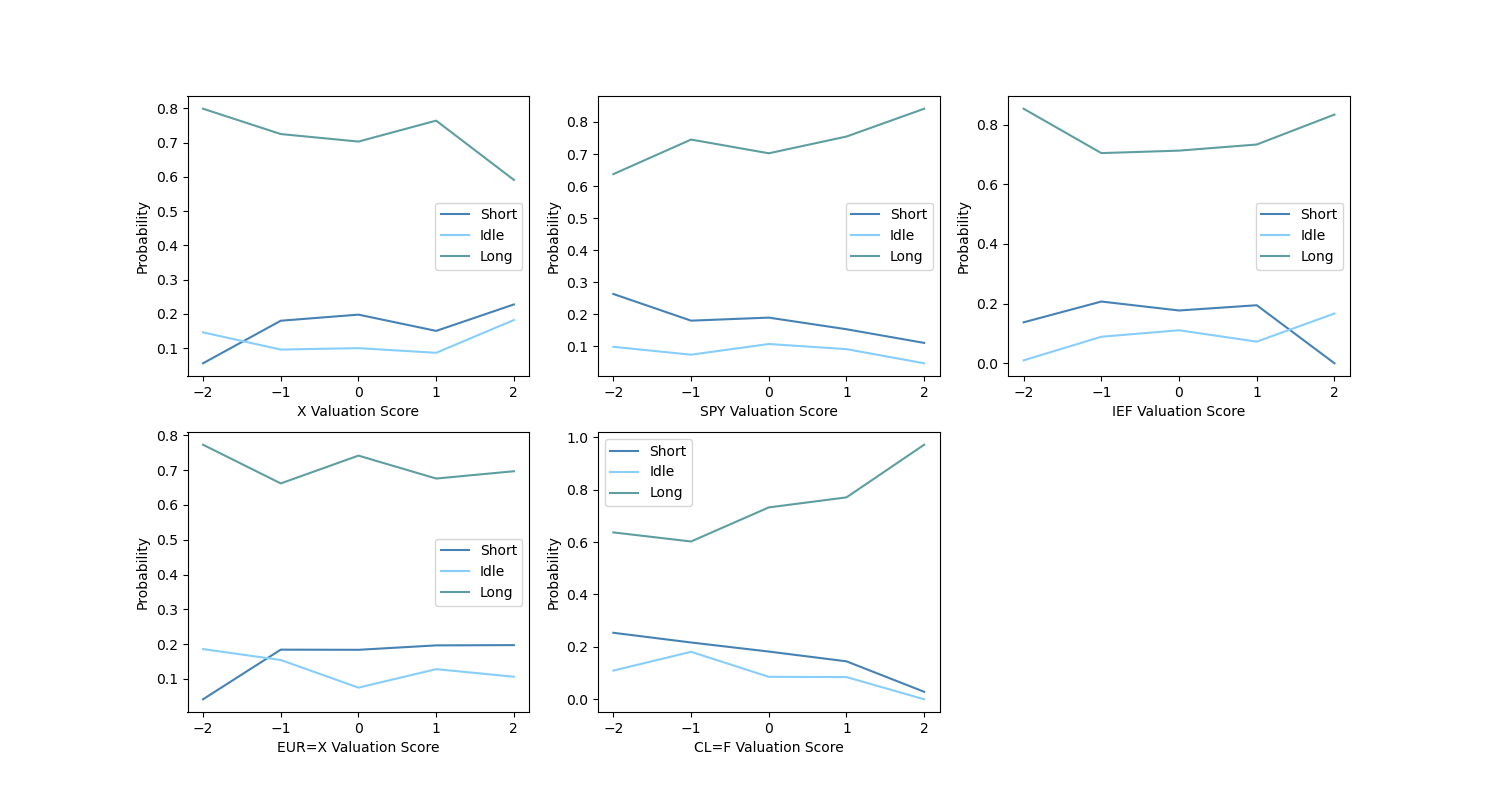 0.8
0.7
0.6
0.5
0.4
0.3
0.2
0.1
Probability
Short
Idle
Long
−2 −1 0 1 2
X Valuation Score
0.8
0.7
0.6
0.5
0.4
0.3
0.2
0.1
Probability
Short
Idle
Long
−2 −1 0 1 2
SPY Valuation Score
0.8
0.6
0.4
0.2
0.0
Probability
Short
Idle
Long
−2 −1 0 1 2
IEF Valuation Score
0.8
0.7
0.6
0.5
0.4
0.3
0.2
0.1
Probability
Short
Idle
Long
−2 −1 0 1 2
EUR=X Valuation Score
1.0
0.8
0.6
0.4
0.2
0.0
Probability
Short
Idle
Long
−2 −1 0 1 2
CL=F Valuation Score